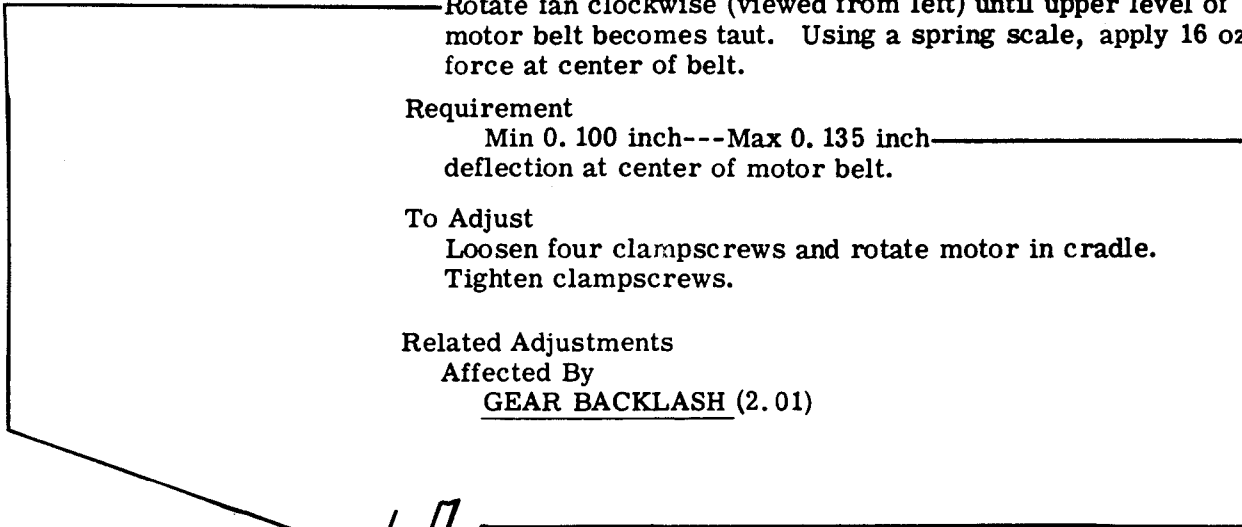 Rotate fan clockwise (viewed from left) until upper level of
motor belt becomes taut. Using a spring scale, apply 16 oz
force at center of belt.
Requirement
Min 0.100 inch---Max 0.135 inch
deflection at center of motor belt.
To Adjust
Loosen four clampscrews and rotate motor in cradle.
Tighten clampscrews.
Related Adjustments
Affected By
GEAR BACKLASH (2.01)